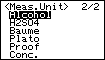 <Meas.Unit> 2/2
Alcohol
H2SO4
Baume
Plato
Proof
Conc.